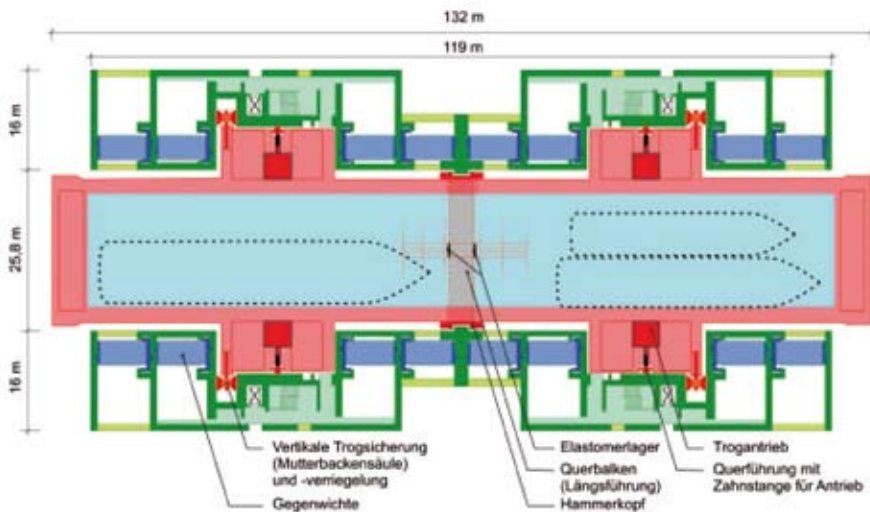 132 m
119 m
16 m
25,8 m
16 m
Vertikale Trogsicherung
(Mutterbackensäule)
und -verriegelung
Gegenwichte
Elastomerlager
Querbalken
(Längsführung)
Hammerkopf
Trogantrieb
Querführung mit
Zahnstange für Antrieb